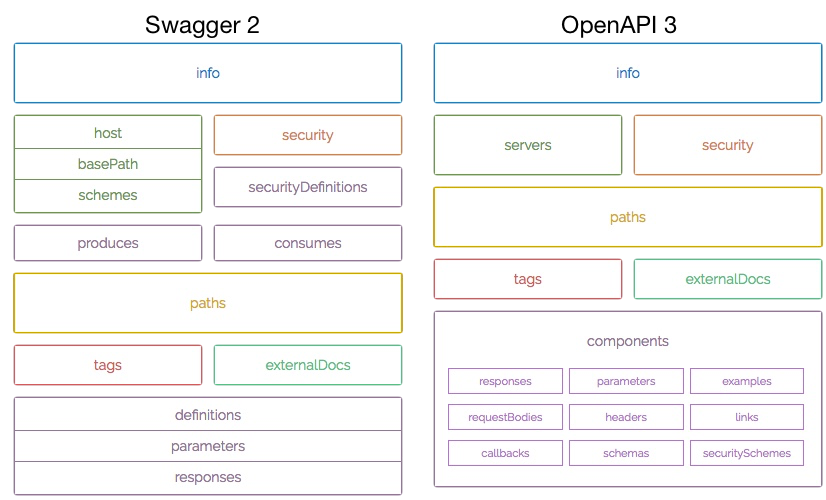 Swagger 2
info
host
basePath
schemes
security
securityDefinitions
produces
consumes
paths
tags
externalDocs
definitions
parameters
responses
OpenAPI 3
info
servers
security
paths
tags
externalDocs
components
responses
parameters
examples
requestBodies
headers
links
callbacks
schemas
securitySchemes